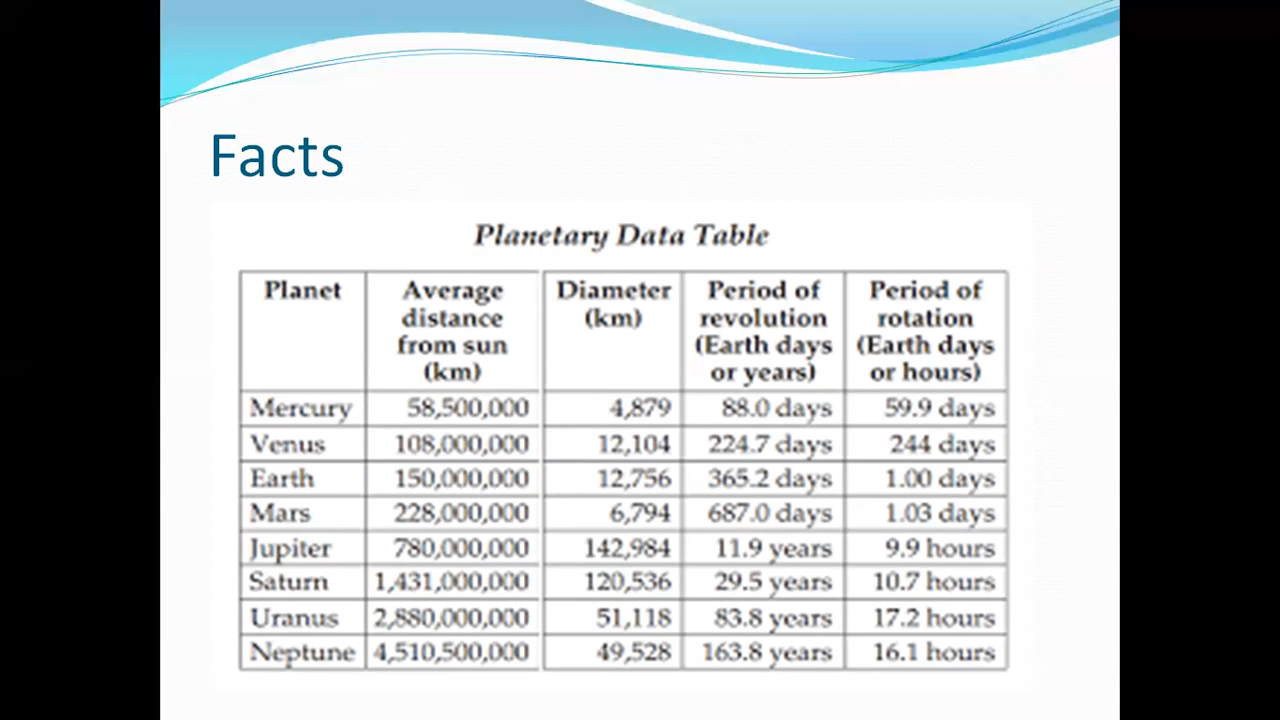 Facts
Planetary Data Table
Planet Average distance from sun (km) Diameter (km) Period of revolution (Earth days or years) Period of rotation (Earth days or hours)
Mercury 58,500,000 4,879 88.0 days 59.9 days
Venus 108,000,000 12,104 224.7 days 244 days
Earth 150,000,000 12,756 365.2 days 1.00 days
Mars 228,000,000 6,794 687.0 days 1.03 days
Jupiter 780,000,000 142,984 11.9 years 9.9 hours
Saturn 1,431,000,000 120,536 29.5 years 10.7 hours
Uranus 2,880,000,000 51,118 83.8 years 17.2 hours
Neptune 4,510,500,000 49,528 163.8 years 16.1 hours